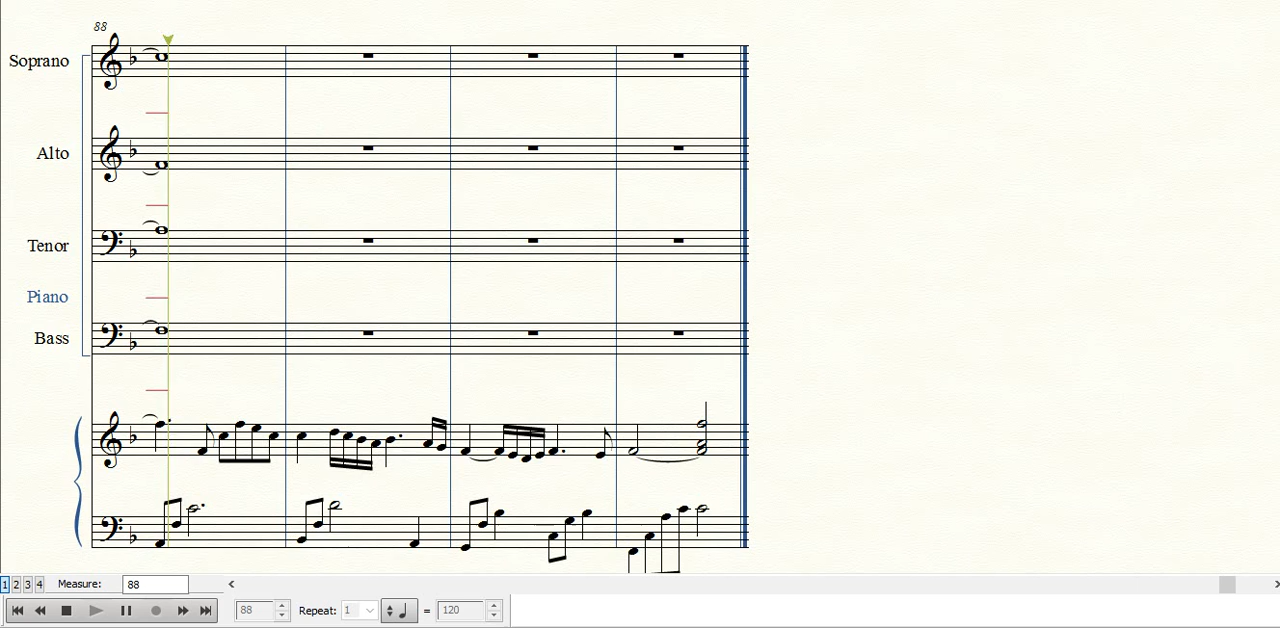 88
Soprano
Alto
Tenor
Piano
Bass
1 2 3 4 Measure: 88
88 Repeat: 1 = 120